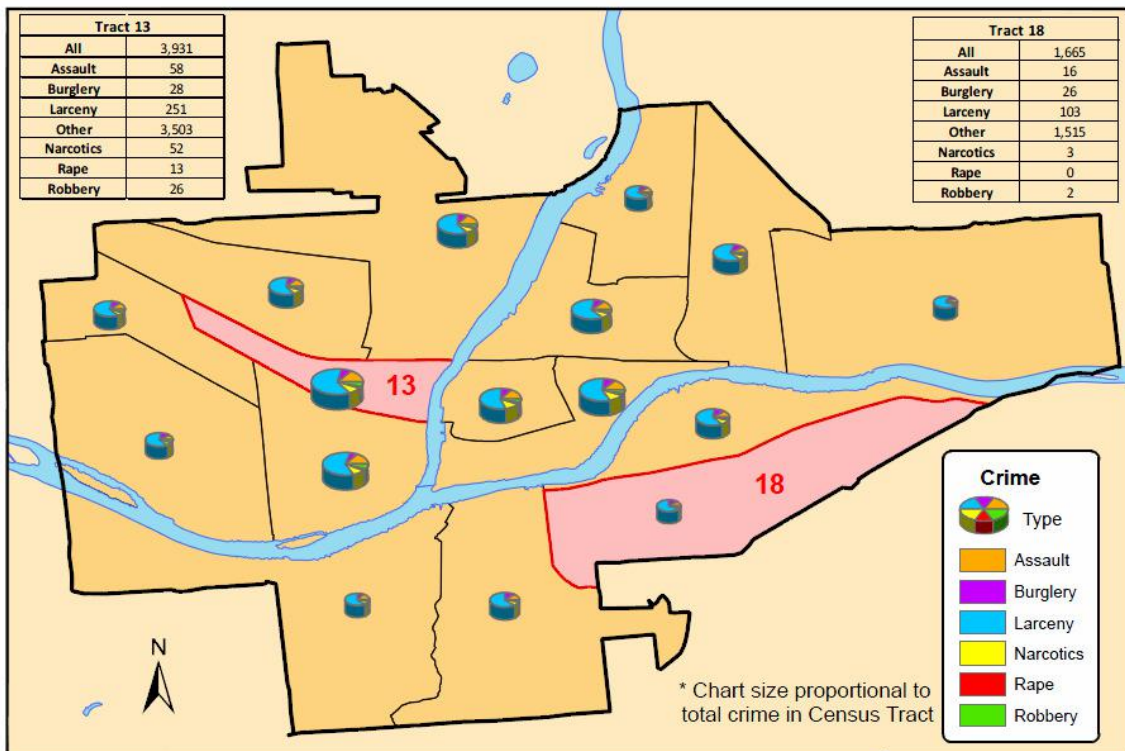 Tract 13
All 3,931
Assault 58
Burglery 28
Larceny 251
Other 3,503
Narcotics 52
Rape 13
Robbery 26
Tract 18
All 1,665
Assault 16
Burglery 26
Larceny 103
Other 1,515
Narcotics 3
Rape 0
Robbery 2
13
18
N
* Chart size proportional to
total crime in Census Tract
Crime
Type
Assault
Burglery
Larceny
Narcotics
Rape
Robbery